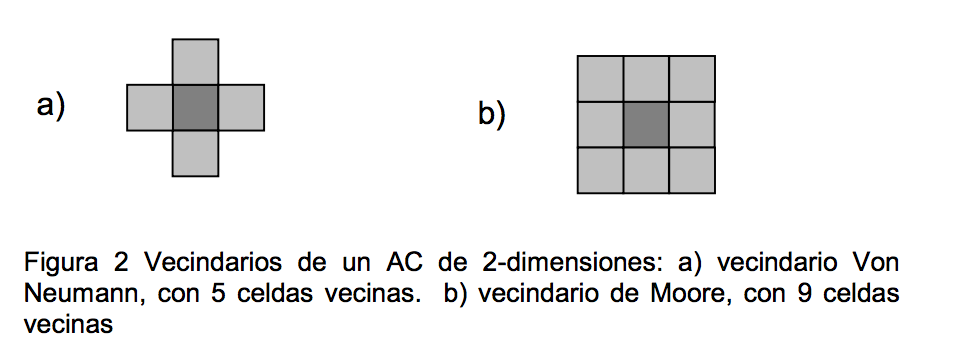 a)
b)
Figura 2 Vecindarios de un AC de 2-dimensiones: a) vecindario Von
Neumann, con 5 celdas vecinas. b) vecindario de Moore, con 9 celdas
vecinas